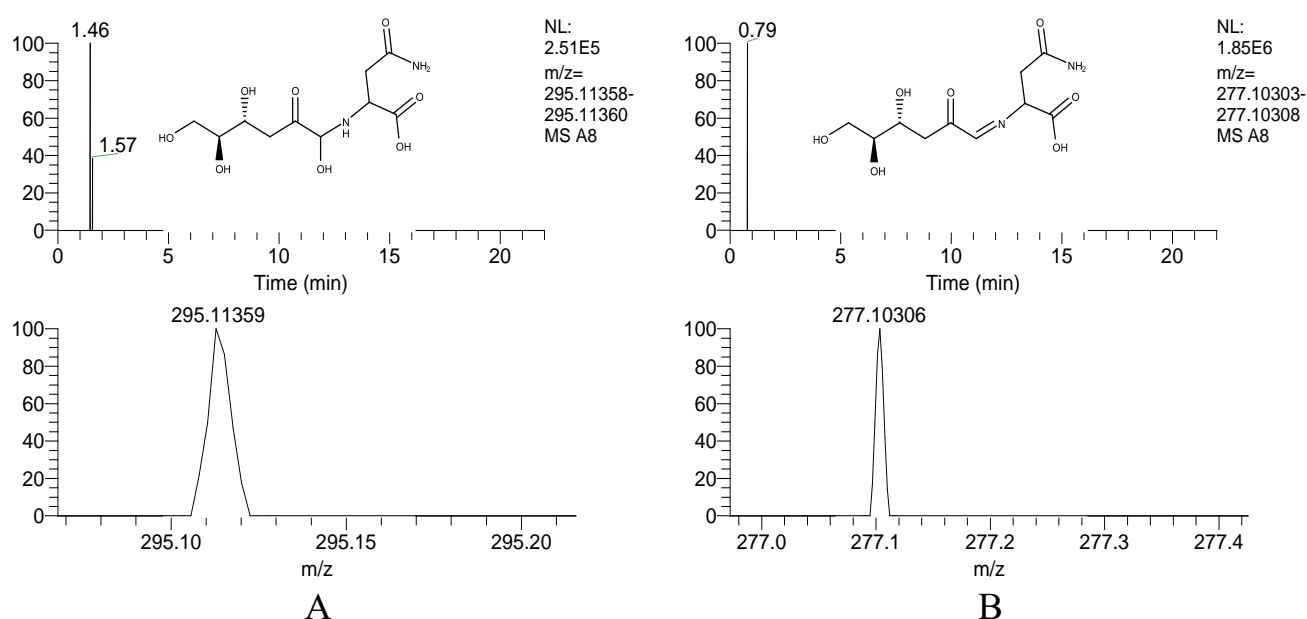 1.46
100
80
60
40
20
0
1.57
O
NH2
OH
O
O
HO
N
H
OH
OH
OH
NL:
2.51E5
m/z=
295.11358-
295.11360
MS A8
0 5 10 15 20
Time (min)
0.79
100
80
60
40
20
0
O
NH2
OH
O
O
HO
N
OH
OH
NL:
1.85E6
m/z=
277.10303-
277.10308
MS A8
0 5 10 15 20
Time (min)
295.11359
100
80
60
40
20
0
295.10 295.15 295.20
m/z
A
277.10306
100
80
60
40
20
0
277.0 277.1 277.2 277.3 277.4
m/z
B